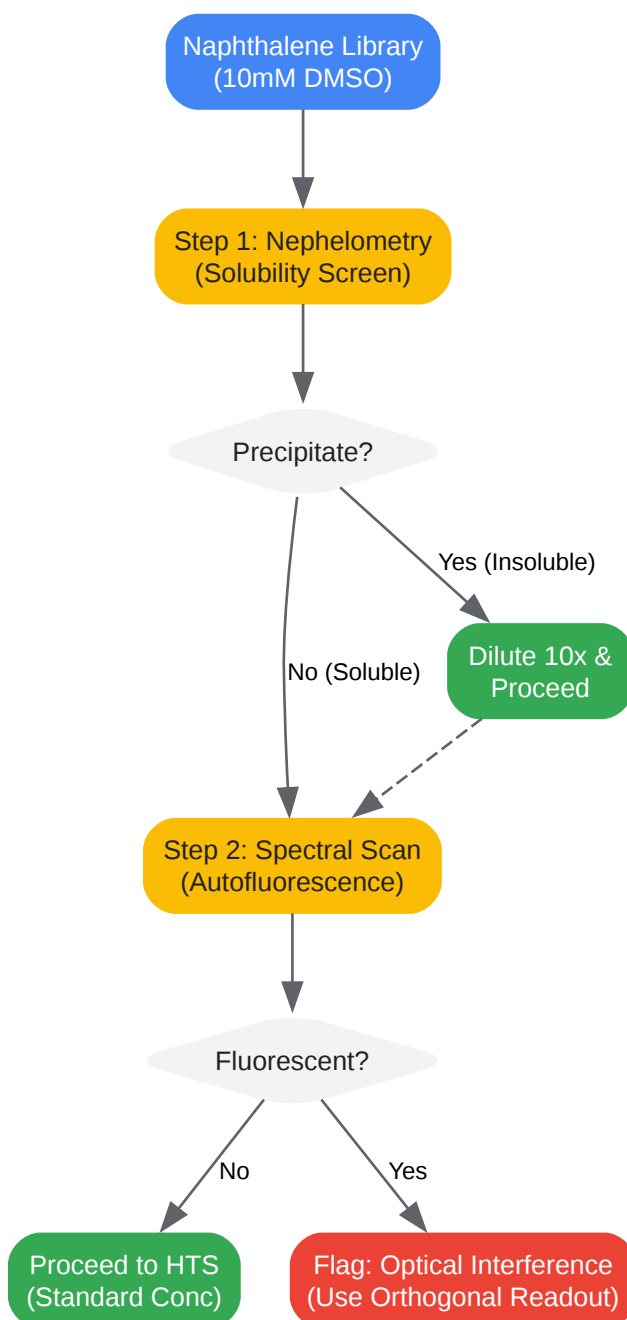 Naphthalene Library
(10mM DMSO)
Step 1: Nephelometry
(Solubility Screen)
Precipitate?
Yes (Insoluble)
No (Soluble)
Dilute 10x &
Proceed
Step 2: Spectral Scan
(Autofluorescence)
Fluorescent?
No
Yes
Proceed to HTS
(Standard Conc)
Flag: Optical Interference
(Use Orthogonal Readout)